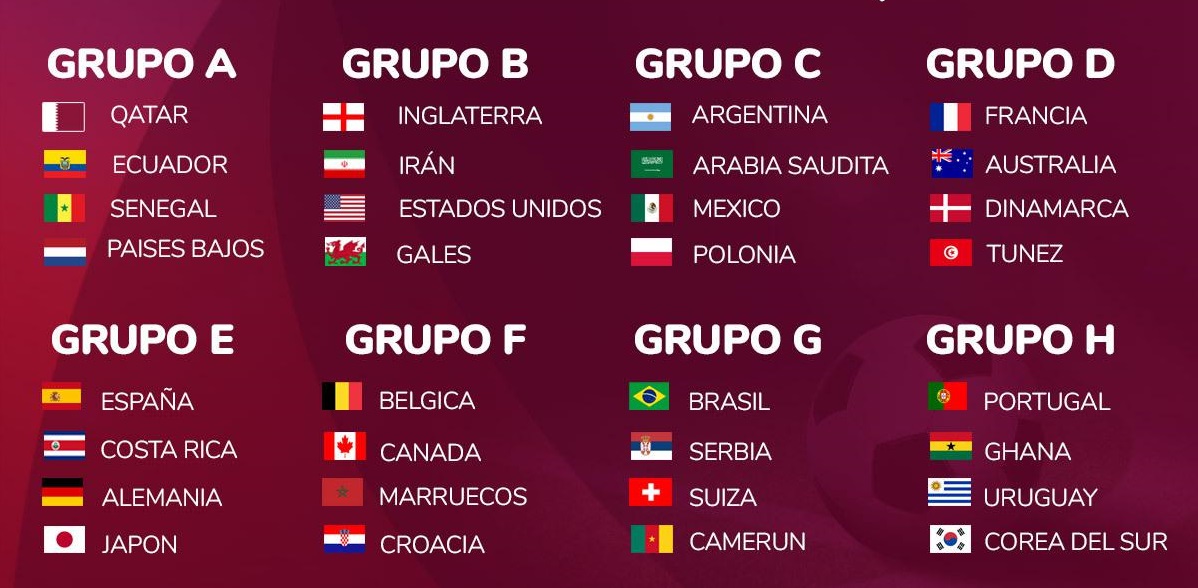 GRUPO A
QATAR
ECUADOR
SENEGAL
PAISES BAJOS
GRUPO B
INGLATERRA
IRÁN
ESTADOS UNIDOS
GALES
GRUPO C
ARGENTINA
ARABIA SAUDITA
MEXICO
POLONIA
GRUPO D
FRANCIA
AUSTRALIA
DINAMARCA
TUNEZ
GRUPO E
ESPAÑA
COSTA RICA
ALEMANIA
JAPON
GRUPO F
BELGICA
CANADA
MARRUECOS
CROACIA
GRUPO G
BRASIL
SERBIA
SUIZA
CAMERUN
GRUPO H
PORTUGAL
GHANA
URUGUAY
COREA DEL SUR